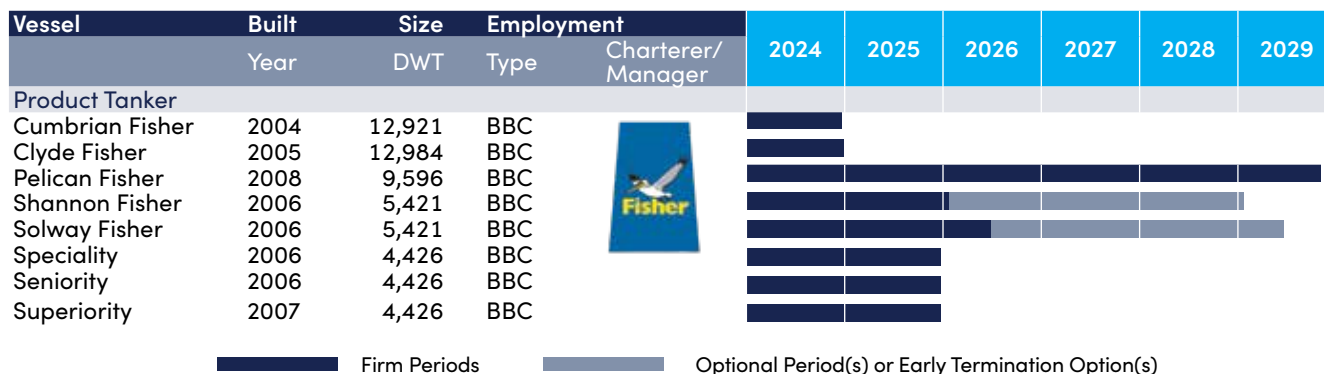 Vessel Built Size Employment
Year DWT Type Charterer/ Manager 2024 2025 2026 2027 2028 2029
Product Tanker
Cumbrian Fisher 2004 12,921 BBC
Clyde Fisher 2005 12,984 BBC
Pelican Fisher 2008 9,596 BBC
Shannon Fisher 2006 5,421 BBC
Fisher
Solway Fisher 2006 5,421 BBC
Speciality 2006 4,426 BBC
Seniority 2006 4,426 BBC
Superiority 2007 4,426 BBC
Firm Periods Optional Period(s) or Early Termination Option(s)